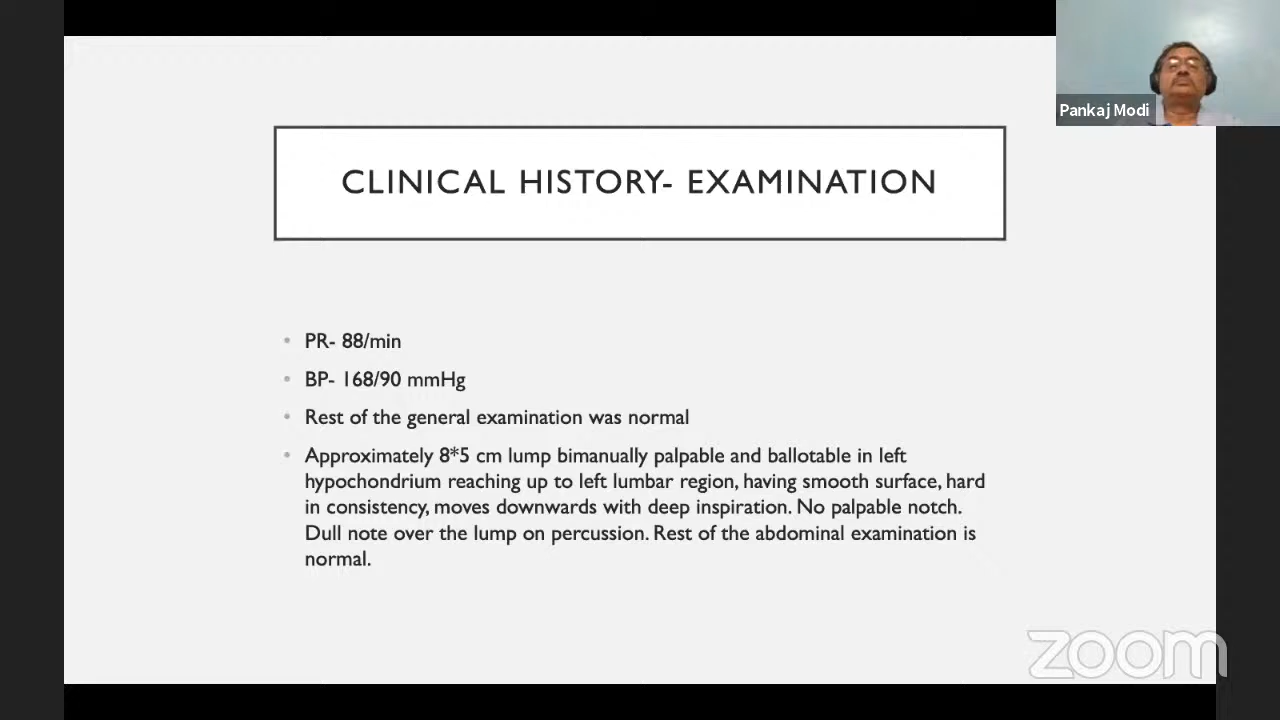 Pankaj Modi
CLINICAL HISTORY- EXAMINATION
• PR- 88/min
• BP- 168/90 mmHg
• Rest of the general examination was normal
• Approximately 8*5 cm lump bimanually palpable and ballotable in left
hypochondrium reaching up to left lumbar region, having smooth surface, hard
in consistency, moves downwards with deep inspiration. No palpable notch.
Dull note over the lump on percussion. Rest of the abdominal examination is
normal.
zoom